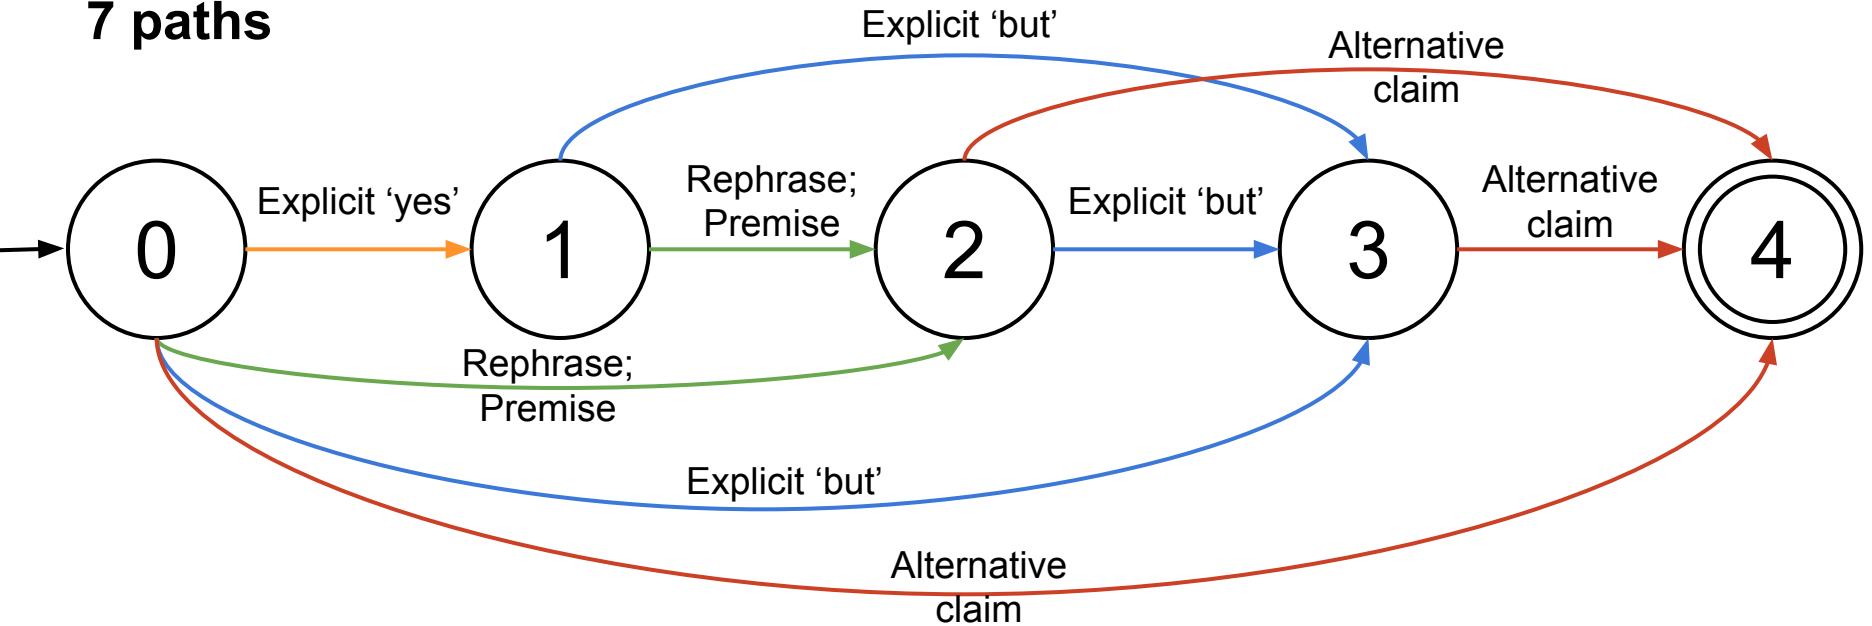 7 paths
Explicit ‘but’
Alternative
claim
Explicit ‘yes’
Rephrase;
Premise
Explicit ‘but’
Alternative
claim
0
1
2
3
4
Rephrase;
Premise
Explicit ‘but’
Alternative
claim